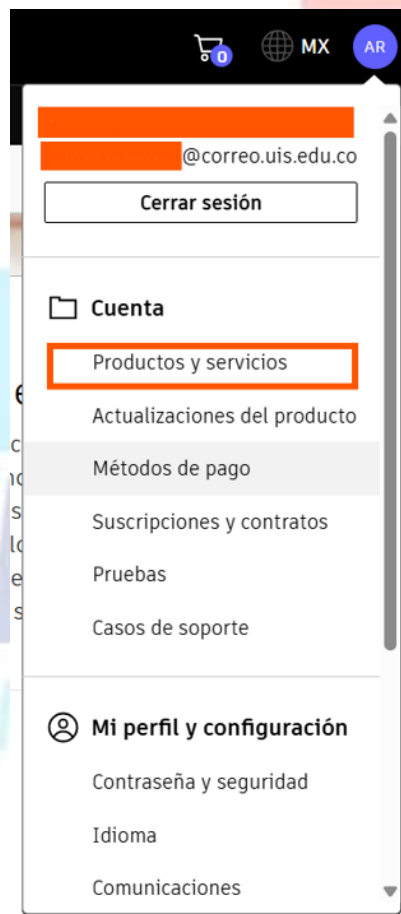 0
MX
AR
@correo.uis.edu.co
Cerrar sesión
Cuenta
Productos y servicios
Actualizaciones del producto
Métodos de pago
Suscripciones y contratos
Pruebas
Casos de soporte
Mi perfil y configuración
Contraseña y seguridad
Idioma
Comunicaciones